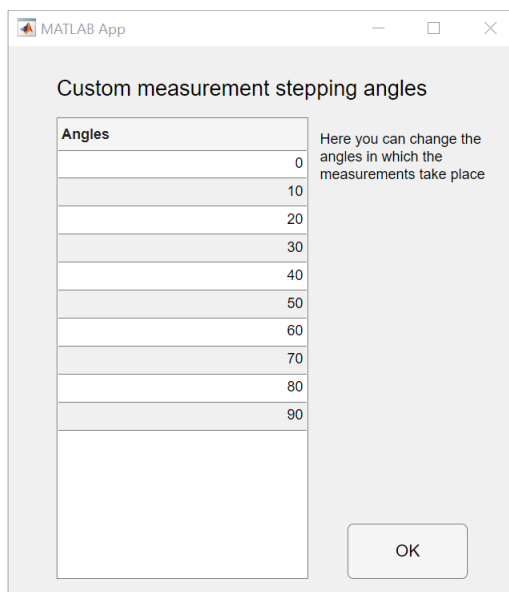 MATLAB App
Custom measurement stepping angles
Angles
Here you can change the
angles in which the
measurements take place
0
10
20
30
40
50
60
70
80
90
OK